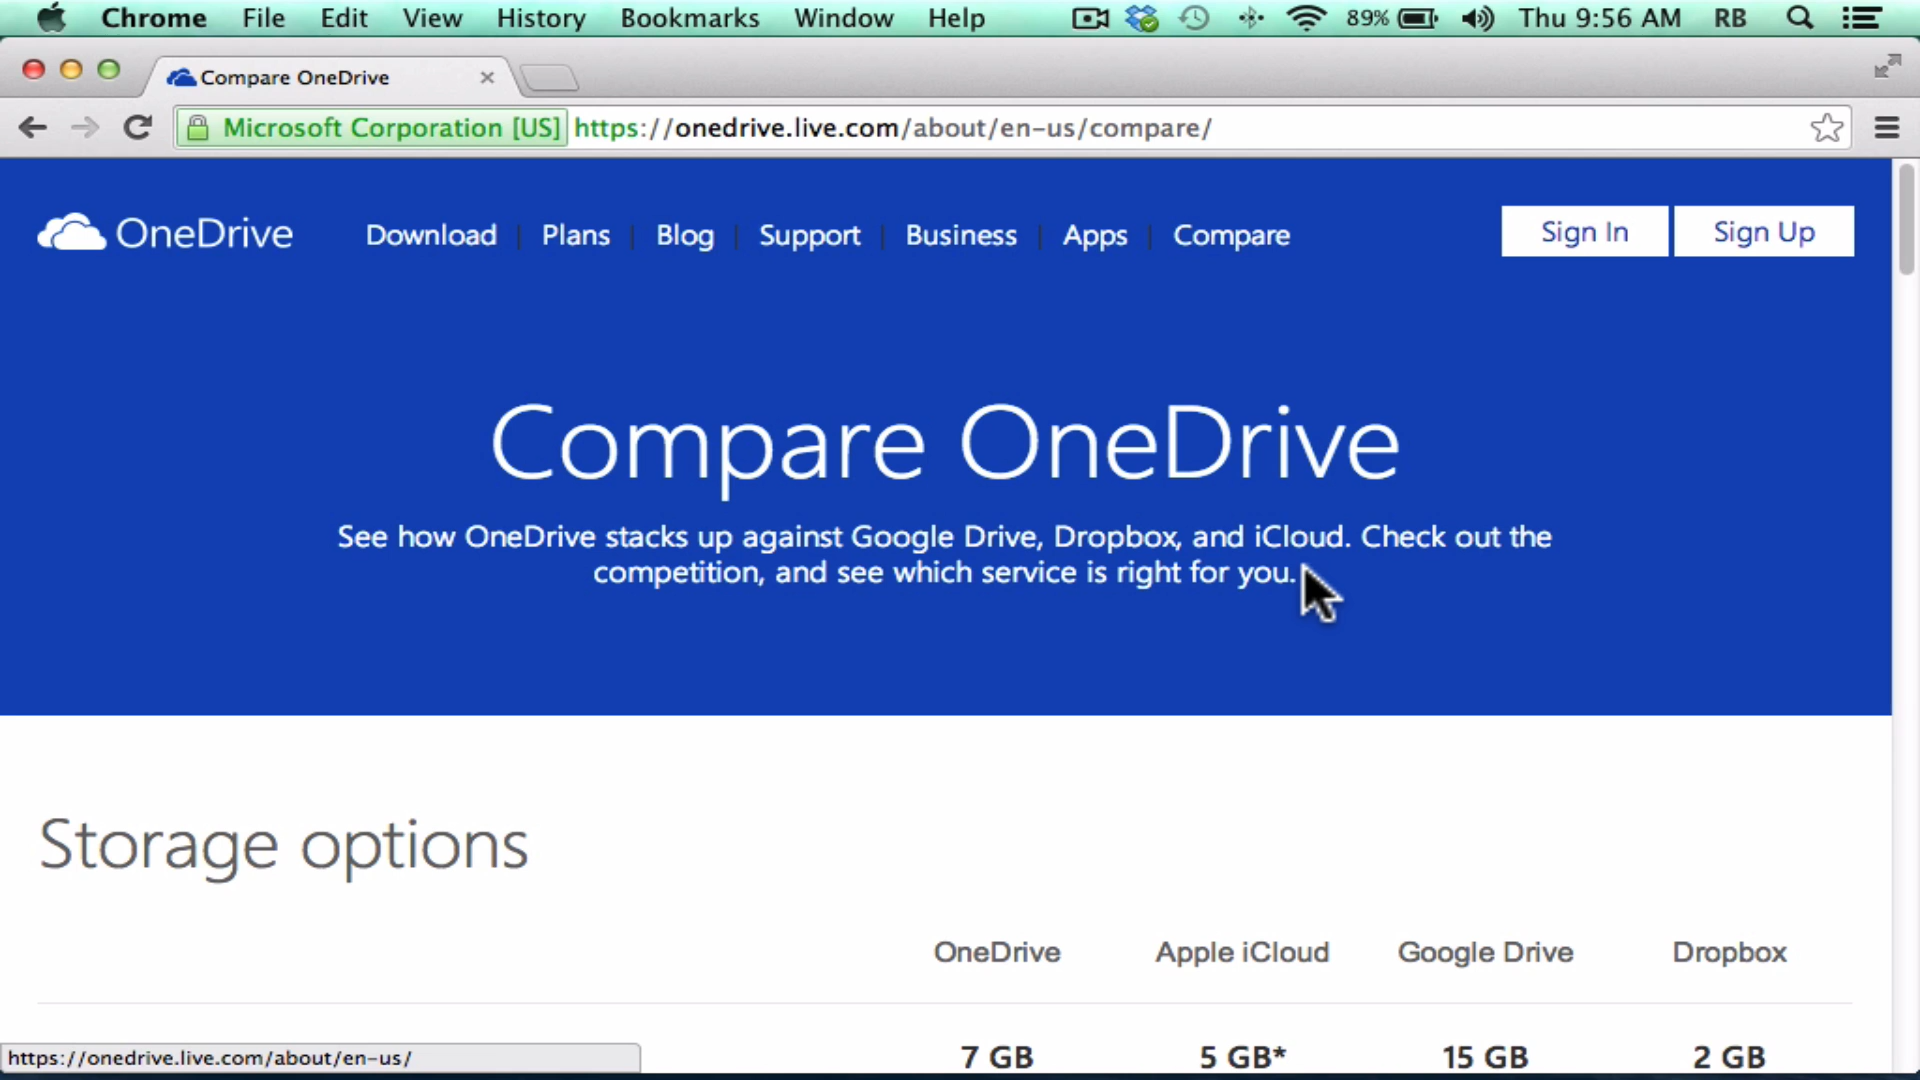 Chrome File Edit View History Bookmarks Window Help 89% Thu 9:56 AM RB
Compare OneDrive
Microsoft Corporation [US] https://onedrive.live.com/about/en-us/compare/
OneDrive Download Plans Blog Support Business Apps Compare Sign In Sign Up
Compare OneDrive
See how OneDrive stacks up against Google Drive, Dropbox, and iCloud. Check out the
competition, and see which service is right for you.
Storage options
OneDrive Apple iCloud Google Drive Dropbox
7 GB 5 GB* 15 GB 2 GB
https://onedrive.live.com/about/en-us/